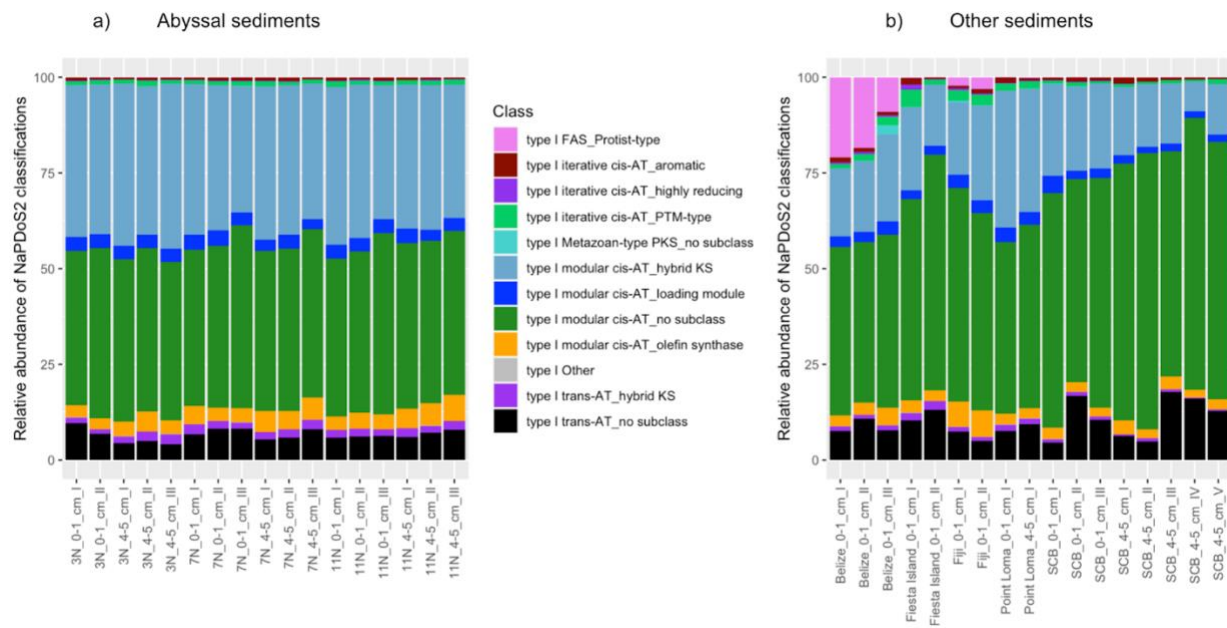 a) Abyssal sediments
Relative abundance of NaPDoS2 classifications
100
75
50
25
0
3N_0-1_cm_I
3N_0-1_cm_II
3N_4-5_cm_I
3N_4-5_cm_II
3N_4-5_cm_III
7N_0-1_cm_I
7N_0-1_cm_II
7N_0-1_cm_III
7N_4-5_cm_I
7N_4-5_cm_II
7N_4-5_cm_III
11N_0-1_cm_I
11N_0-1_cm_II
11N_0-1_cm_III
11N_4-5_cm_I
11N_4-5_cm_II
11N_4-5_cm_III
Class
type I FAS_Protist-type
type I iterative cis-AT_aromatic
type I iterative cis-AT_highly reducing
type I iterative cis-AT_PTM-type
type I Metazoan-type PKS_no subclass
type I modular cis-AT_hybrid KS
type I modular cis-AT_loading module
type I modular cis-AT_no subclass
type I modular cis-AT_olefin synthase
type I Other
type I trans-AT_hybrid KS
type I trans-AT_no subclass
b) Other sediments
Relative abundance of NaPDoS2 classifications
100
75
50
25
0
Belize_0-1_cm_I
Belize_0-1_cm_II
Belize_0-1_cm_III
Fiesta Island_0-1_cm_I
Fiesta Island_0-1_cm_II
Fiji_0-1_cm_I
Fiji_0-1_cm_II
Point Loma_0-1_cm_I
Point Loma_4-5_cm_I
SCB_0-1_cm_I
SCB_0-1_cm_II
SCB_0-1_cm_III
SCB_4-5_cm_I
SCB_4-5_cm_II
SCB_4-5_cm_III
SCB_4-5_cm_IV
SCB_4-5_cm_V